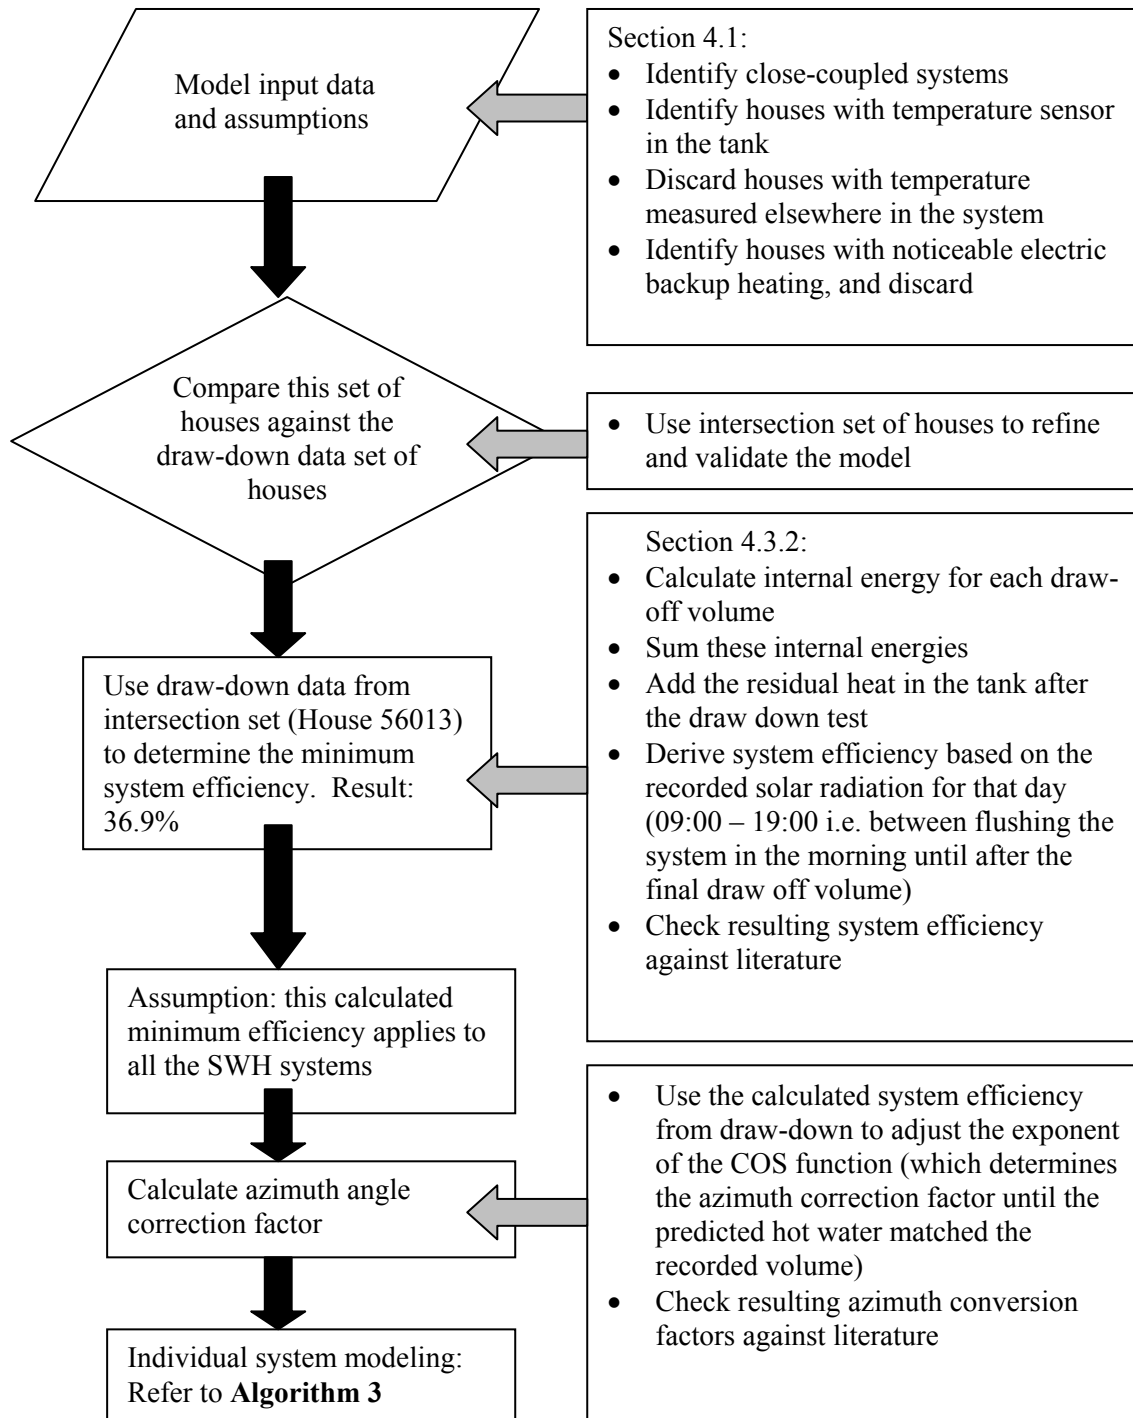 Model input data
and assumptions
Section 4.1:
• Identify close-coupled systems
• Identify houses with temperature sensor
in the tank
• Discard houses with temperature
measured elsewhere in the system
• Identify houses with noticeable electric
backup heating, and discard
Compare this set of
houses against the
draw-down data set of
houses
• Use intersection set of houses to refine
and validate the model
Use draw-down data from
intersection set (House 56013)
to determine the minimum
system efficiency.  Result:
36.9%
Section 4.3.2:
• Calculate internal energy for each draw-
off volume
• Sum these internal energies
• Add the residual heat in the tank after
the draw down test
• Derive system efficiency based on the
recorded solar radiation for that day
(09:00 – 19:00 i.e. between flushing the
system in the morning until after the
final draw off volume)
• Check resulting system efficiency
against literature
Assumption: this calculated
minimum efficiency applies to
all the SWH systems
Calculate azimuth angle
correction factor
• Use the calculated system efficiency
from draw-down to adjust the exponent
of the COS function (which determines
the azimuth correction factor until the
predicted hot water matched the
recorded volume)
• Check resulting azimuth conversion
factors against literature
Individual system modeling:
Refer to Algorithm 3